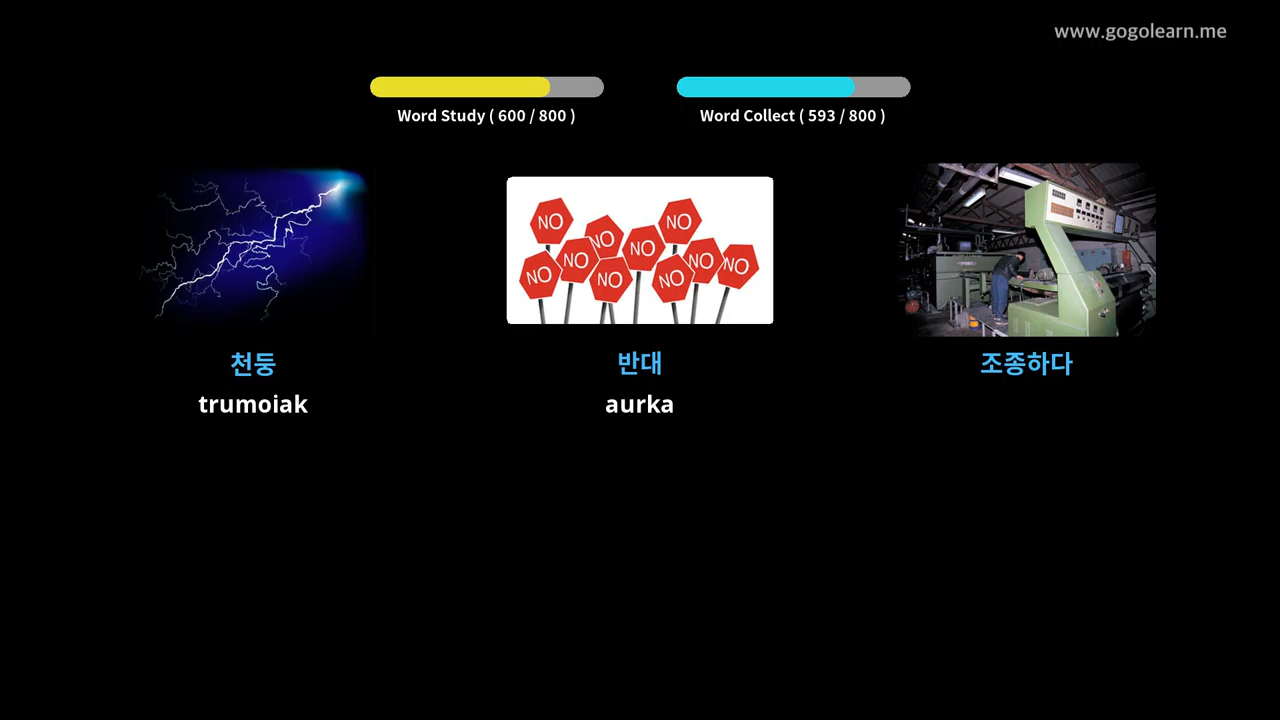 www.gogolearn.me
Word Study ( 600 / 800 )
Word Collect ( 593 / 800 )
NO
NO
NO
NO
NO
NO
NO
NO
NO
NO
천둥
반대
조종하다
trumoiak
aurka